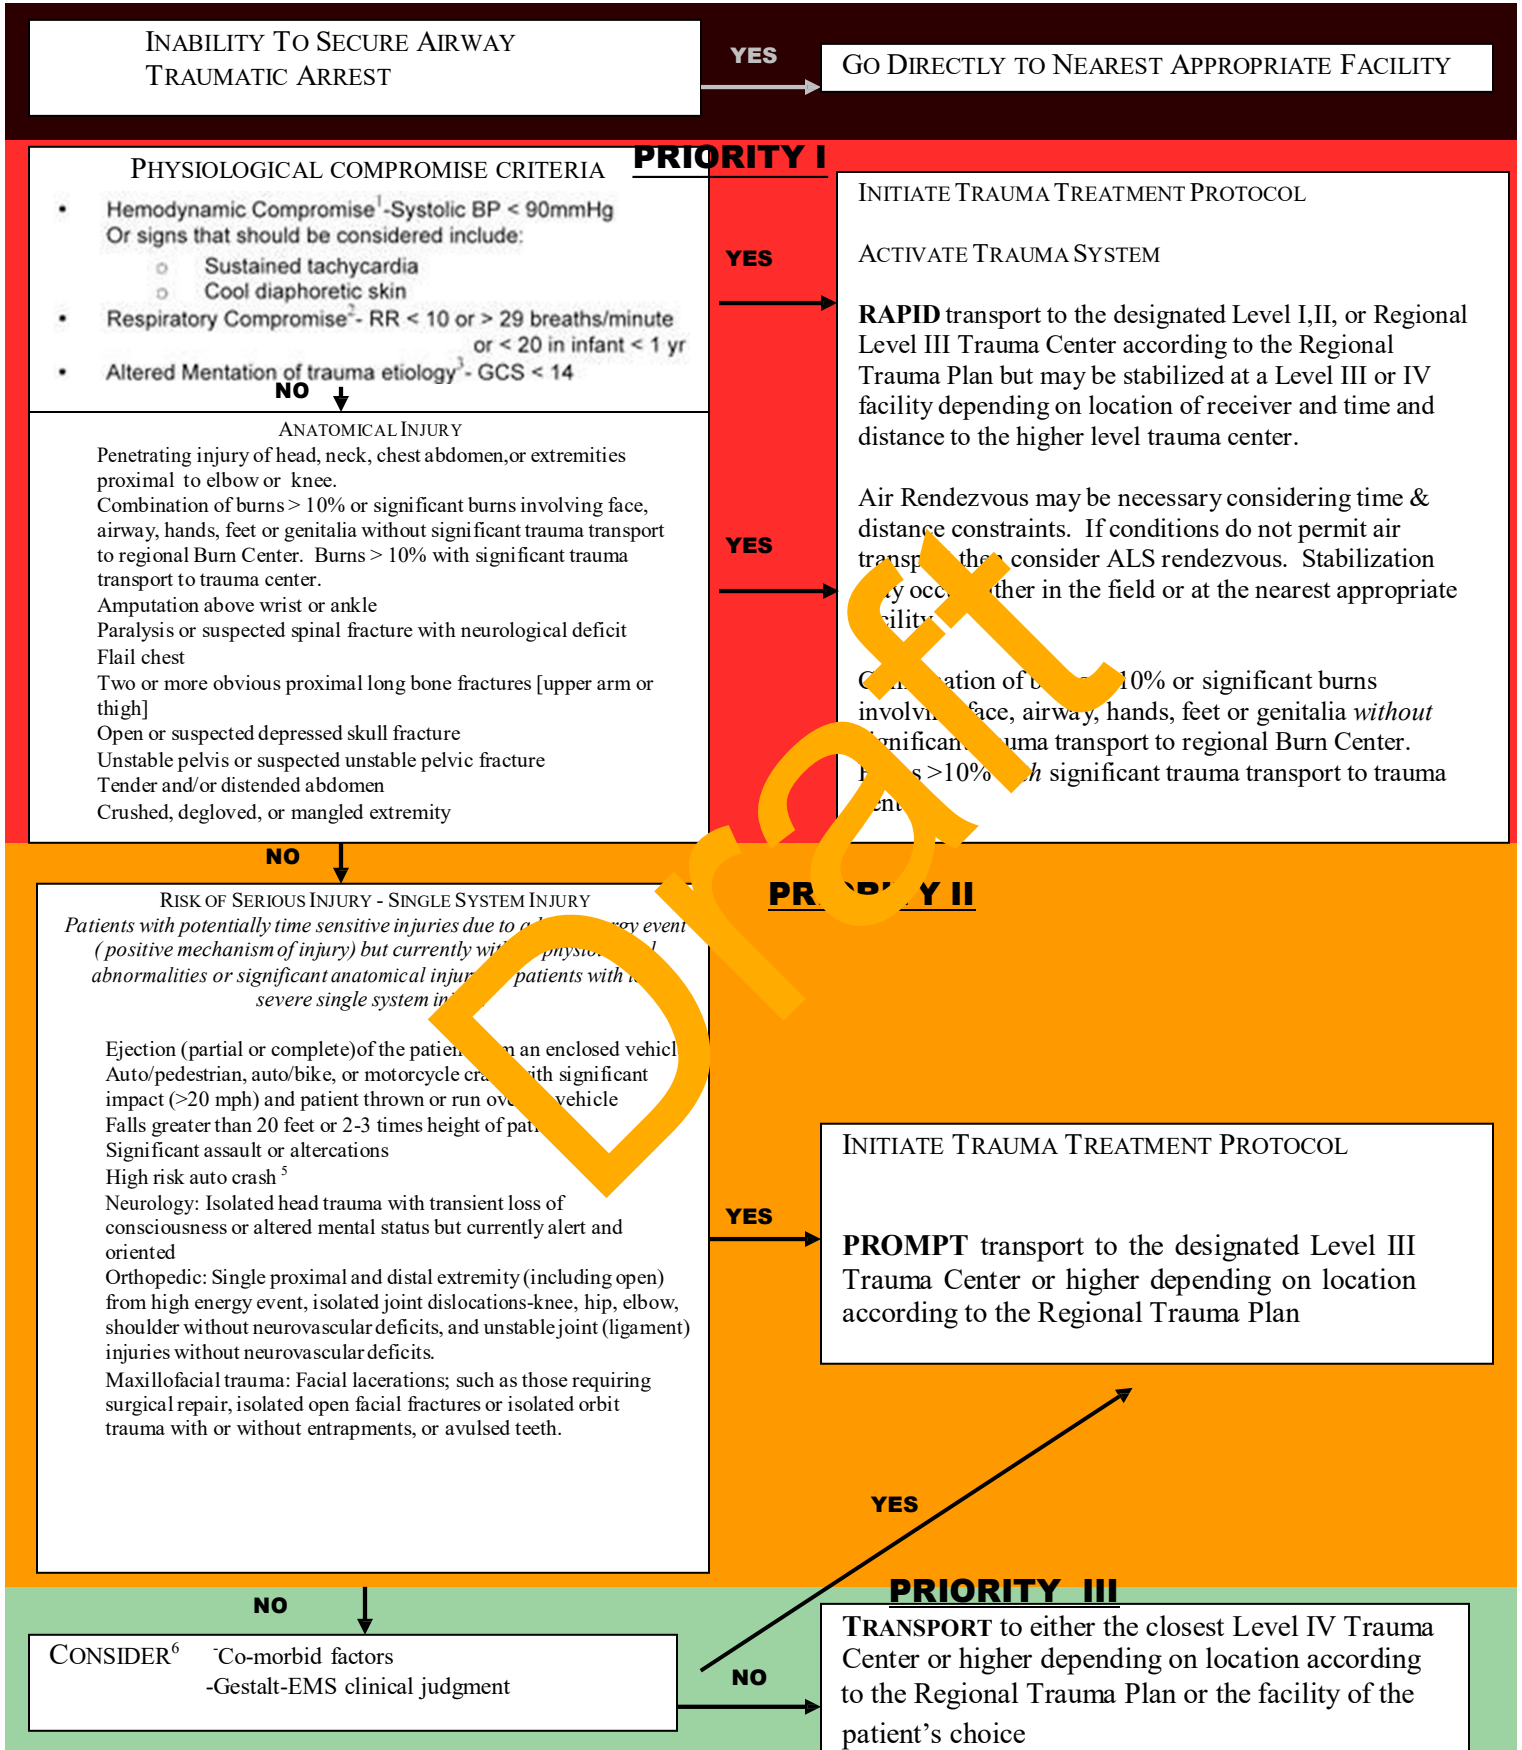 INABILITY TO SECURE AIRWAY
TRAUMATIC ARREST
YES
GO DIRECTLY TO NEAREST APPROPRIATE FACILITY
PRIORITY I
PHYSIOLOGICAL COMPROMISE CRITERIA
• Hemodynamic Compromise¹-Systolic BP < 90mmHg
Or signs that should be considered include:
○ Sustained tachycardia
○ Cool diaphoretic skin
• Respiratory Compromise²- RR < 10 or > 29 breaths/minute
or < 20 in infant < 1 yr
• Altered Mentation of trauma etiology³- GCS < 14
NO
YES
ANATOMICAL INJURY
Penetrating injury of head, neck, chest abdomen,or extremities
proximal to elbow or knee.
Combination of burns > 10% or significant burns involving face,
airway, hands, feet or genitalia without significant trauma transport
to regional Burn Center. Burns > 10% with significant trauma
transport to trauma center.
Amputation above wrist or ankle
Paralysis or suspected spinal fracture with neurological deficit
Flail chest
Two or more obvious proximal long bone fractures [upper arm or
thigh]
Open or suspected depressed skull fracture
Unstable pelvis or suspected unstable pelvic fracture
Tender and/or distended abdomen
Crushed, degloved, or mangled extremity
YES
INITIATE TRAUMA TREATMENT PROTOCOL
ACTIVATE TRAUMA SYSTEM
RAPID transport to the designated Level I,II, or Regional
Level III Trauma Center according to the Regional
Trauma Plan but may be stabilized at a Level III or IV
facility depending on location of receiver and time and
distance to the higher level trauma center.
Air Rendezvous may be necessary considering time &
distance constraints. If conditions do not permit air
then consider ALS rendezvous. Stabilization
in the field or at the nearest appropriate
of 10% or significant burns
face, airway, hands, feet or genitalia without
transport to regional Burn Center.
>10% significant trauma transport to trauma
Draft
NO
PRIORITY II
RISK OF SERIOUS INJURY - SINGLE SYSTEM INJURY
Patients with potentially time sensitive injuries due to a event
( positive mechanism of injury) but currently
abnormalities or significant anatomical patients with
severe single system
Ejection (partial or complete)of the patient an enclosed
Auto/pedestrian, auto/bike, or motorcycle with significant
impact (>20 mph) and patient thrown or run vehicle
Falls greater than 20 feet or 2-3 times height of
Significant assault or altercations
High risk auto crash ⁵
Neurology: Isolated head trauma with transient loss of
consciousness or altered mental status but currently alert and
oriented
Orthopedic: Single proximal and distal extremity (including open)
from high energy event, isolated joint dislocations-knee, hip, elbow,
shoulder without neurovascular deficits, and unstable joint (ligament)
injuries without neurovascular deficits.
Maxillofacial trauma: Facial lacerations; such as those requiring
surgical repair, isolated open facial fractures or isolated orbit
trauma with or without entrapments, or avulsed teeth.
YES
INITIATE TRAUMA TREATMENT PROTOCOL
PROMPT transport to the designated Level III
Trauma Center or higher depending on location
according to the Regional Trauma Plan
YES
NO
PRIORITY III
CONSIDER⁶ -Co-morbid factors
-Gestalt-EMS clinical judgment
NO
TRANSPORT to either the closest Level IV Trauma
Center or higher depending on location according
to the Regional Trauma Plan or the facility of the
patient's choice